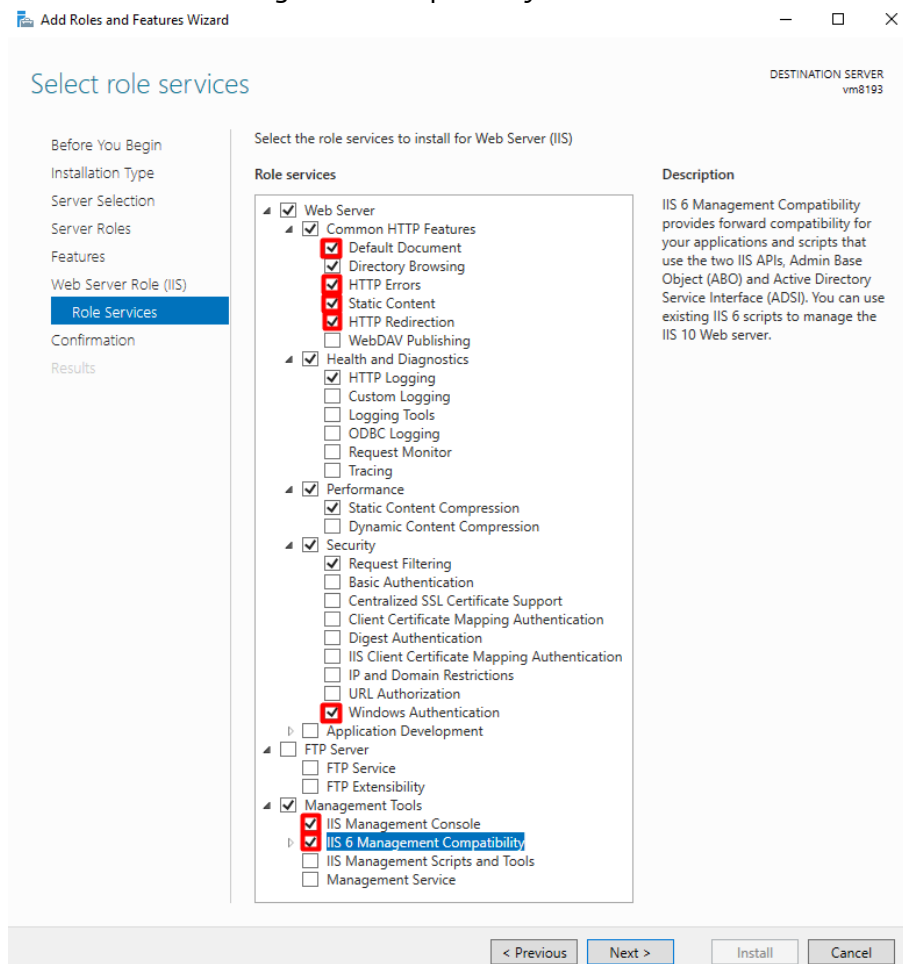 Add Roles and Features Wizard
Select role services
DESTINATION SERVER
vm8193
Before You Begin
Installation Type
Server Selection
Server Roles
Features
Web Server Role (IIS)
Role Services
Confirmation
Results
Select the role services to install for Web Server (IIS)
Role services
Web Server
Common HTTP Features
Default Document
Directory Browsing
HTTP Errors
Static Content
HTTP Redirection
WebDAV Publishing
Health and Diagnostics
HTTP Logging
Custom Logging
Logging Tools
ODBC Logging
Request Monitor
Tracing
Performance
Static Content Compression
Dynamic Content Compression
Security
Request Filtering
Basic Authentication
Centralized SSL Certificate Support
Client Certificate Mapping Authentication
Digest Authentication
IIS Client Certificate Mapping Authentication
IP and Domain Restrictions
URL Authorization
Windows Authentication
Application Development
FTP Server
FTP Service
FTP Extensibility
Management Tools
IIS Management Console
IIS 6 Management Compatibility
IIS Management Scripts and Tools
Management Service
Description
IIS 6 Management Compatibility
provides forward compatibility for
your applications and scripts that
use the two IIS APIs, Admin Base
Object (ABO) and Active Directory
Service Interface (ADSI). You can use
existing IIS 6 scripts to manage the
IIS 10 Web server.
< Previous
Next >
Install
Cancel